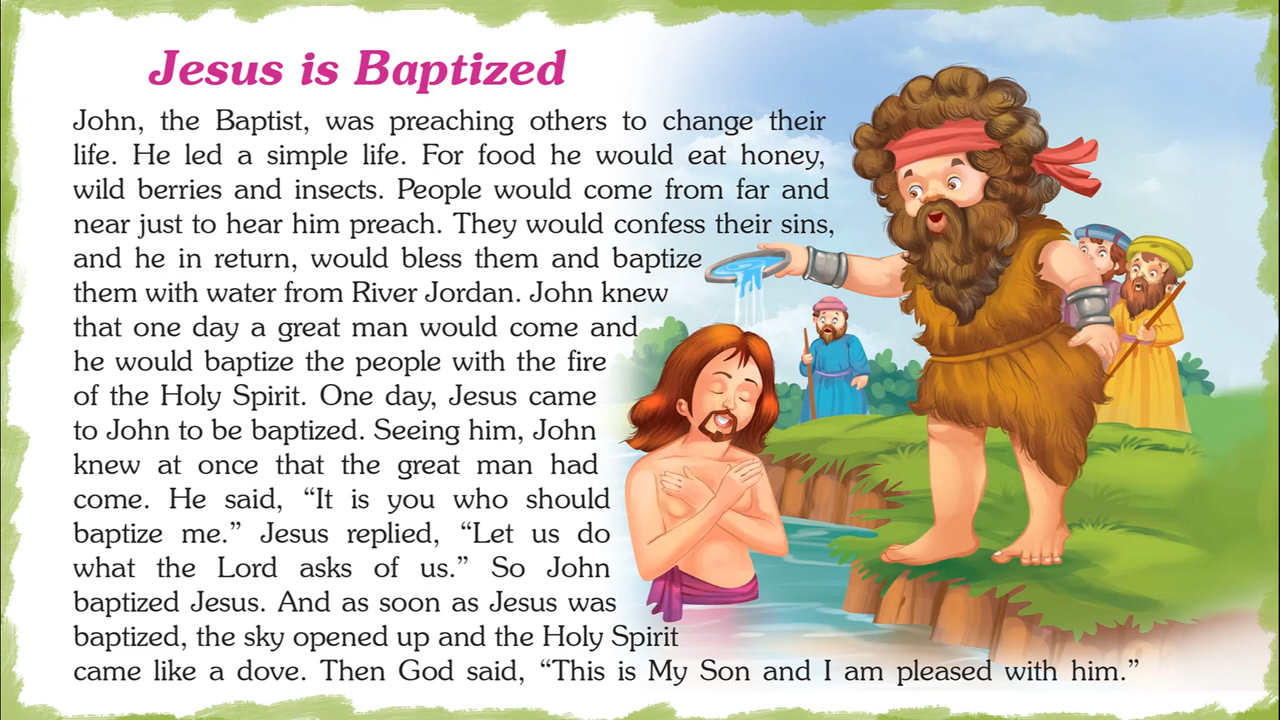 Jesus is Baptized
John, the Baptist, was preaching others to change their
life. He led a simple life. For food he would eat honey,
wild berries and insects. People would come from far and
near just to hear him preach. They would confess their sins,
and he in return, would bless them and baptize
them with water from River Jordan. John knew
that one day a great man would come and
he would baptize the people with the fire
of the Holy Spirit. One day, Jesus came
to John to be baptized. Seeing him, John
knew at once that the great man had
come. He said, “It is you who should
baptize me.” Jesus replied, “Let us do
what the Lord asks of us.” So John
baptized Jesus. And as soon as Jesus was
baptized, the sky opened up and the Holy Spirit
came like a dove. Then God said, “This is My Son and I am pleased with him.”